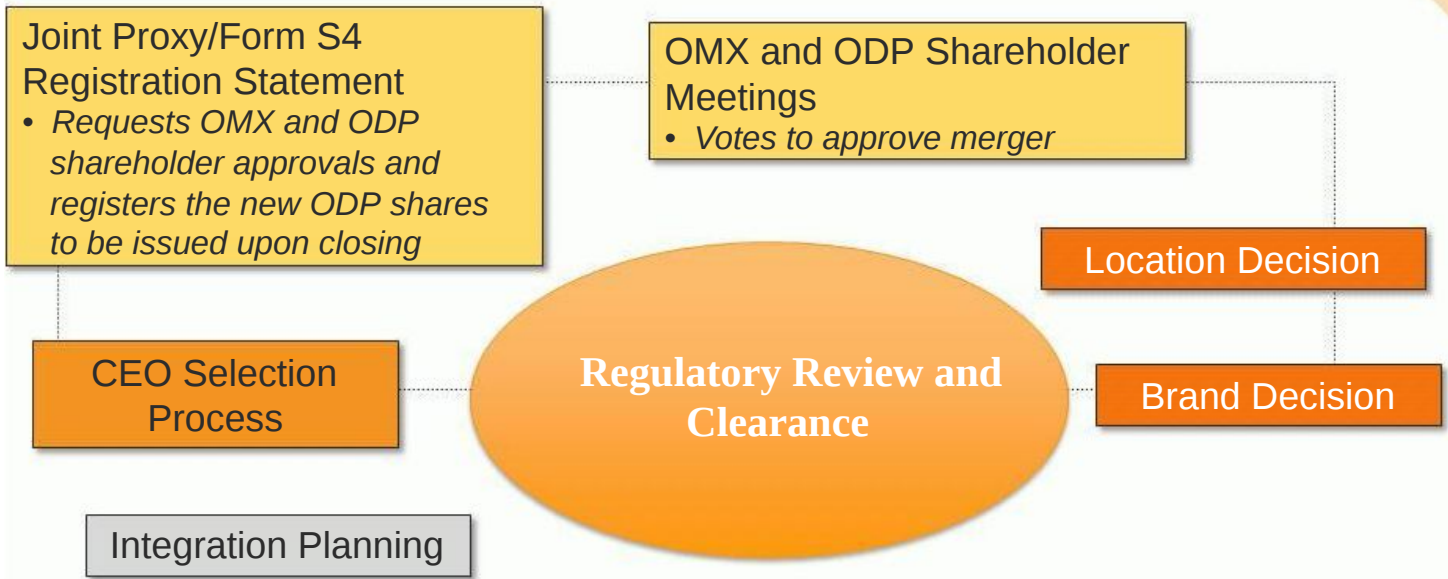 Joint Proxy/Form S4
Registration Statement
• Requests OMX and ODP
shareholder approvals and
registers the new ODP shares
to be issued upon closing
OMX and ODP Shareholder
Meetings
• Votes to approve merger
Location Decision
CEO Selection
Process
Regulatory Review and
Clearance
Brand Decision
Integration Planning